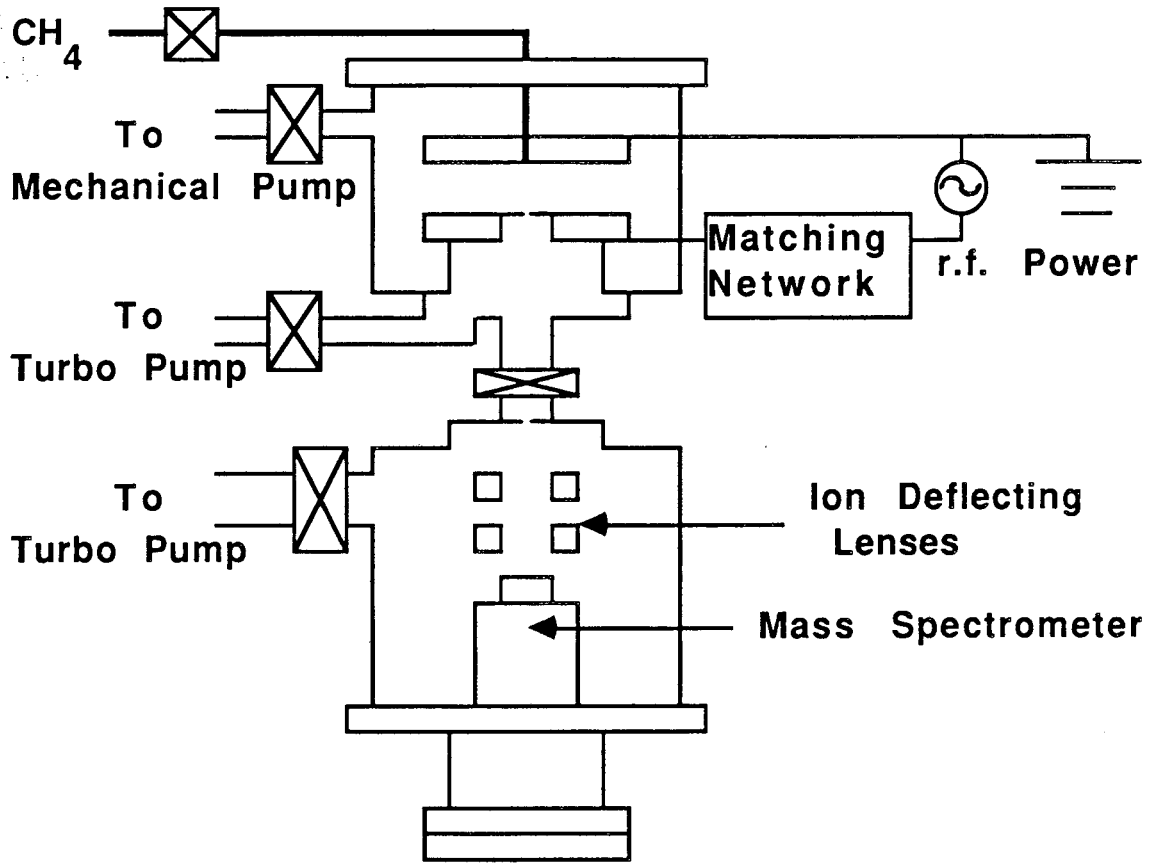 CH4
To
Mechanical Pump
Matching
Network
r.f. Power
To
Turbo Pump
To
Turbo Pump
Ion Deflecting
Lenses
Mass Spectrometer